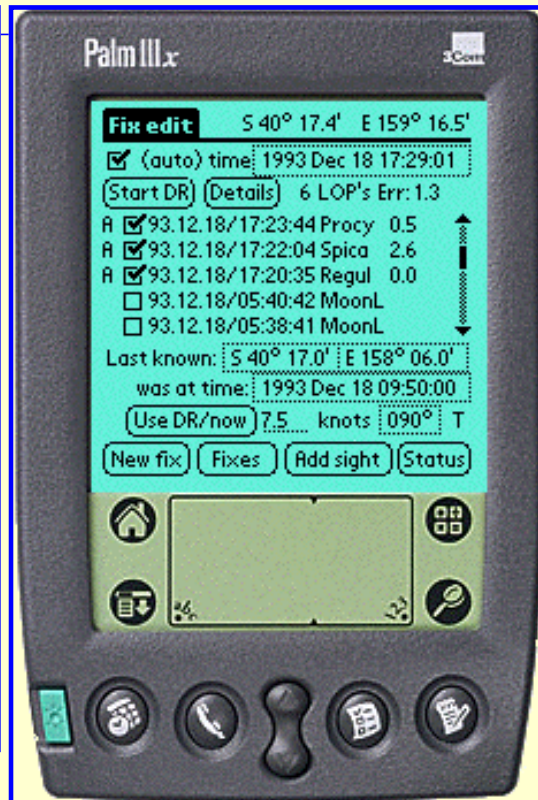 Palm IIIx
3Com
Fix edit S 40° 17.4' E 159° 16.5'
(auto) time 1993 Dec 18 17:29:01
Start DR Details 6 LOP's Err: 1.3
A 93.12.18/17:23:44 Procy 0.5
A 93.12.18/17:22:04 Spica 2.6
A 93.12.18/17:20:35 Regul 0.0
93.12.18/05:40:42 MoonL
93.12.18/05:38:41 MoonL
Last known: S 40° 17.0' E 158° 06.0'
was at time: 1993 Dec 18 09:50:00
Use DR/now 7.5 knots 090° T
New fix Fixes Add sight Status